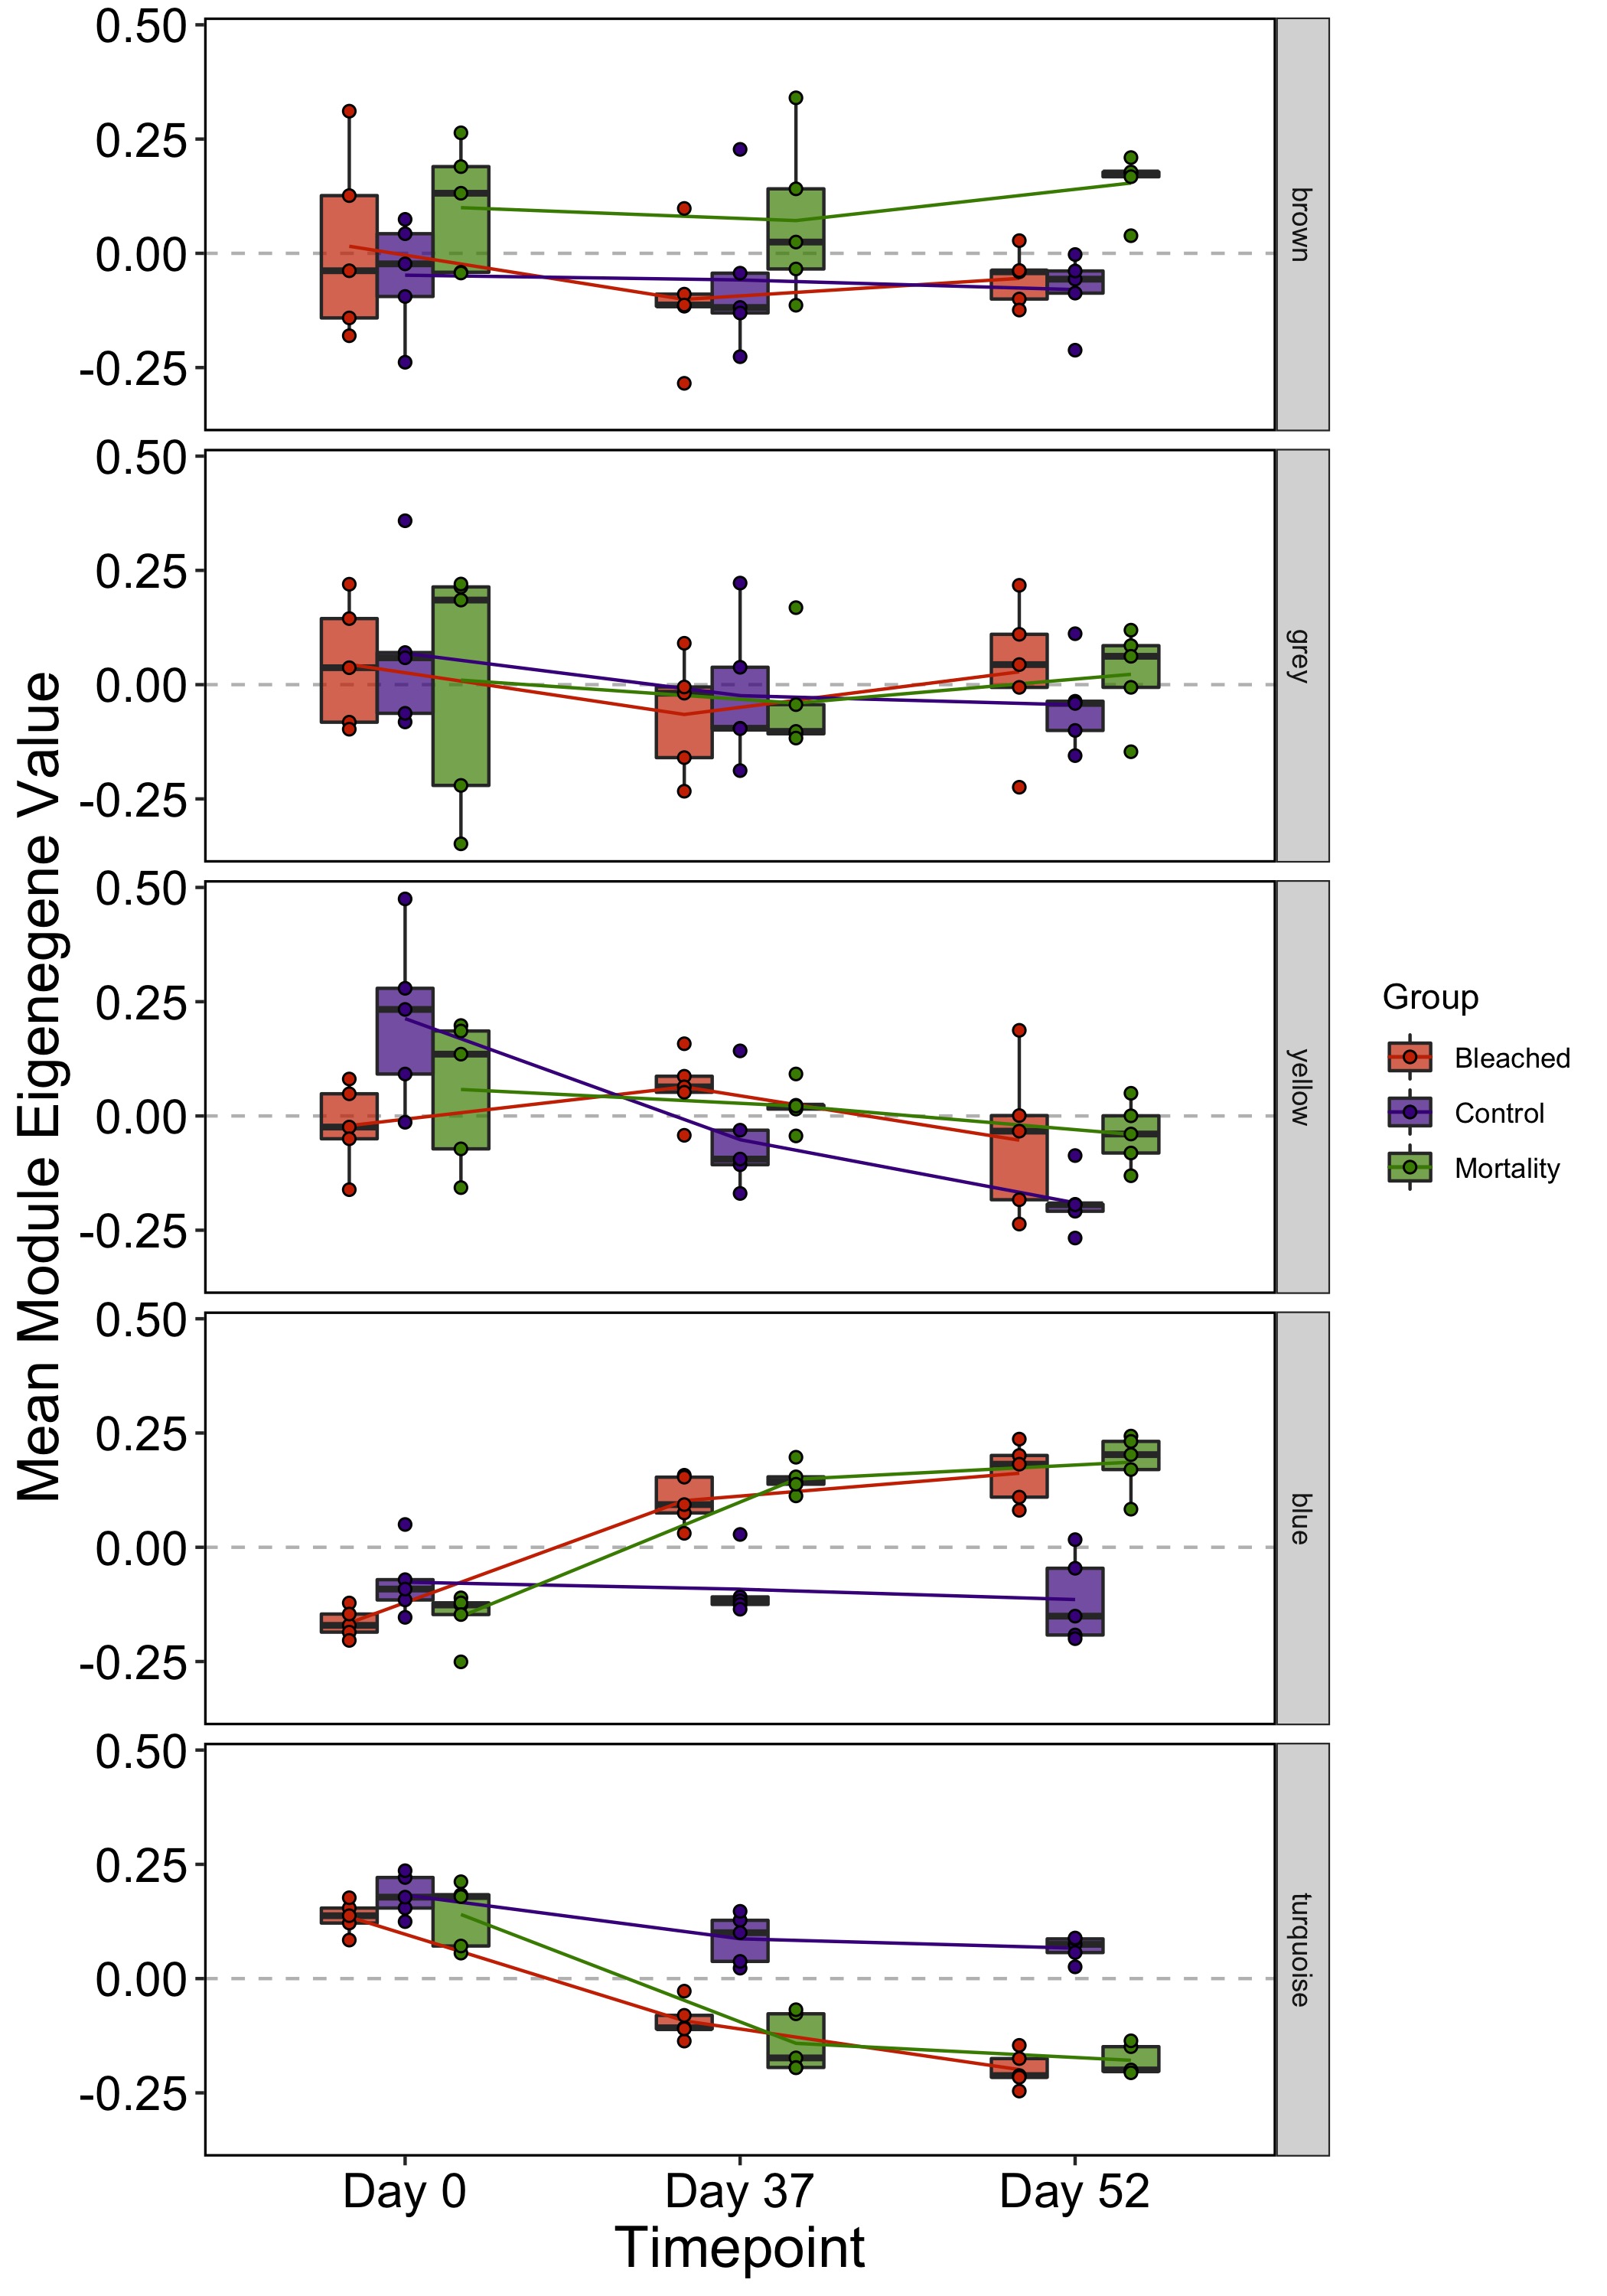 Mean Module Eigenegene Value
0.50
0.25
0.00
-0.25
brown
0.50
0.25
0.00
-0.25
grey
0.50
0.25
0.00
-0.25
yellow
0.50
0.25
0.00
-0.25
blue
0.50
0.25
0.00
-0.25
turquoise
Day 0
Day 37
Day 52
Timepoint
Group
Bleached
Control
Mortality